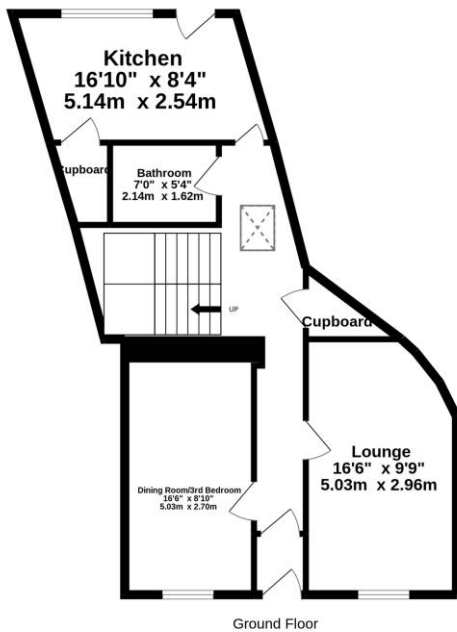 Kitchen
16'10" x 8'4"
5.14m x 2.54m
Cupboard
Bathroom
7'0" x 5'4"
2.14m x 1.62m
UP
Cupboard
Lounge
16'6" x 9'9"
5.03m x 2.96m
Dining Room/3rd Bedroom
16'6" x 8'10"
5.03m x 2.70m
Ground Floor